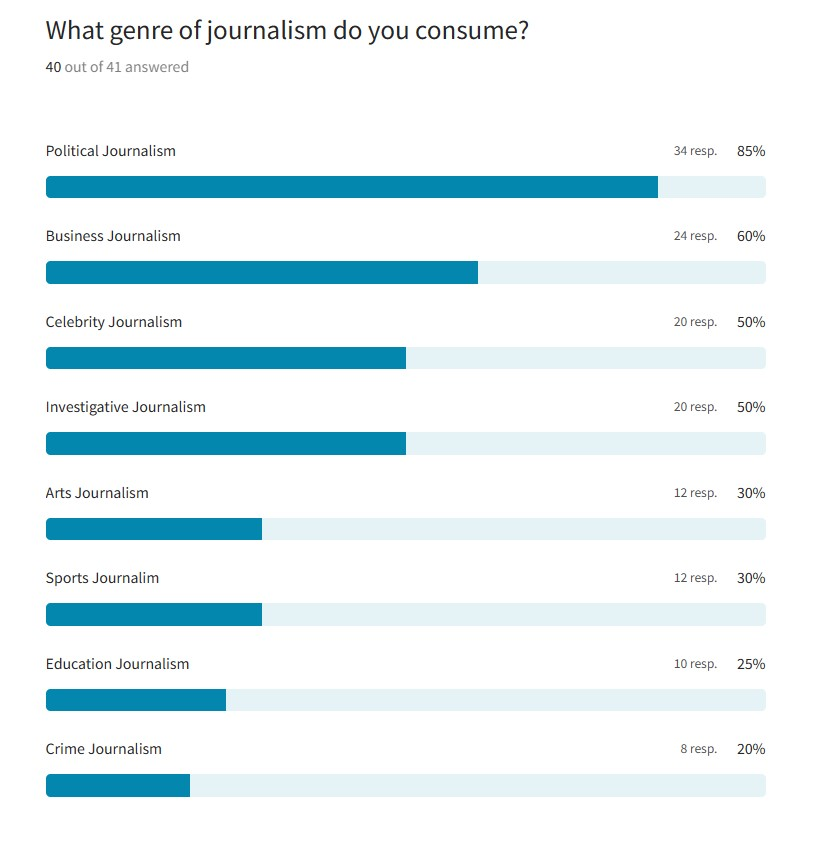 What genre of journalism do you consume?
40 out of 41 answered
Political Journalism 34 resp. 85%
Business Journalism 24 resp. 60%
Celebrity Journalism 20 resp. 50%
Investigative Journalism 20 resp. 50%
Arts Journalism 12 resp. 30%
Sports Journalim 12 resp. 30%
Education Journalism 10 resp. 25%
Crime Journalism 8 resp. 20%